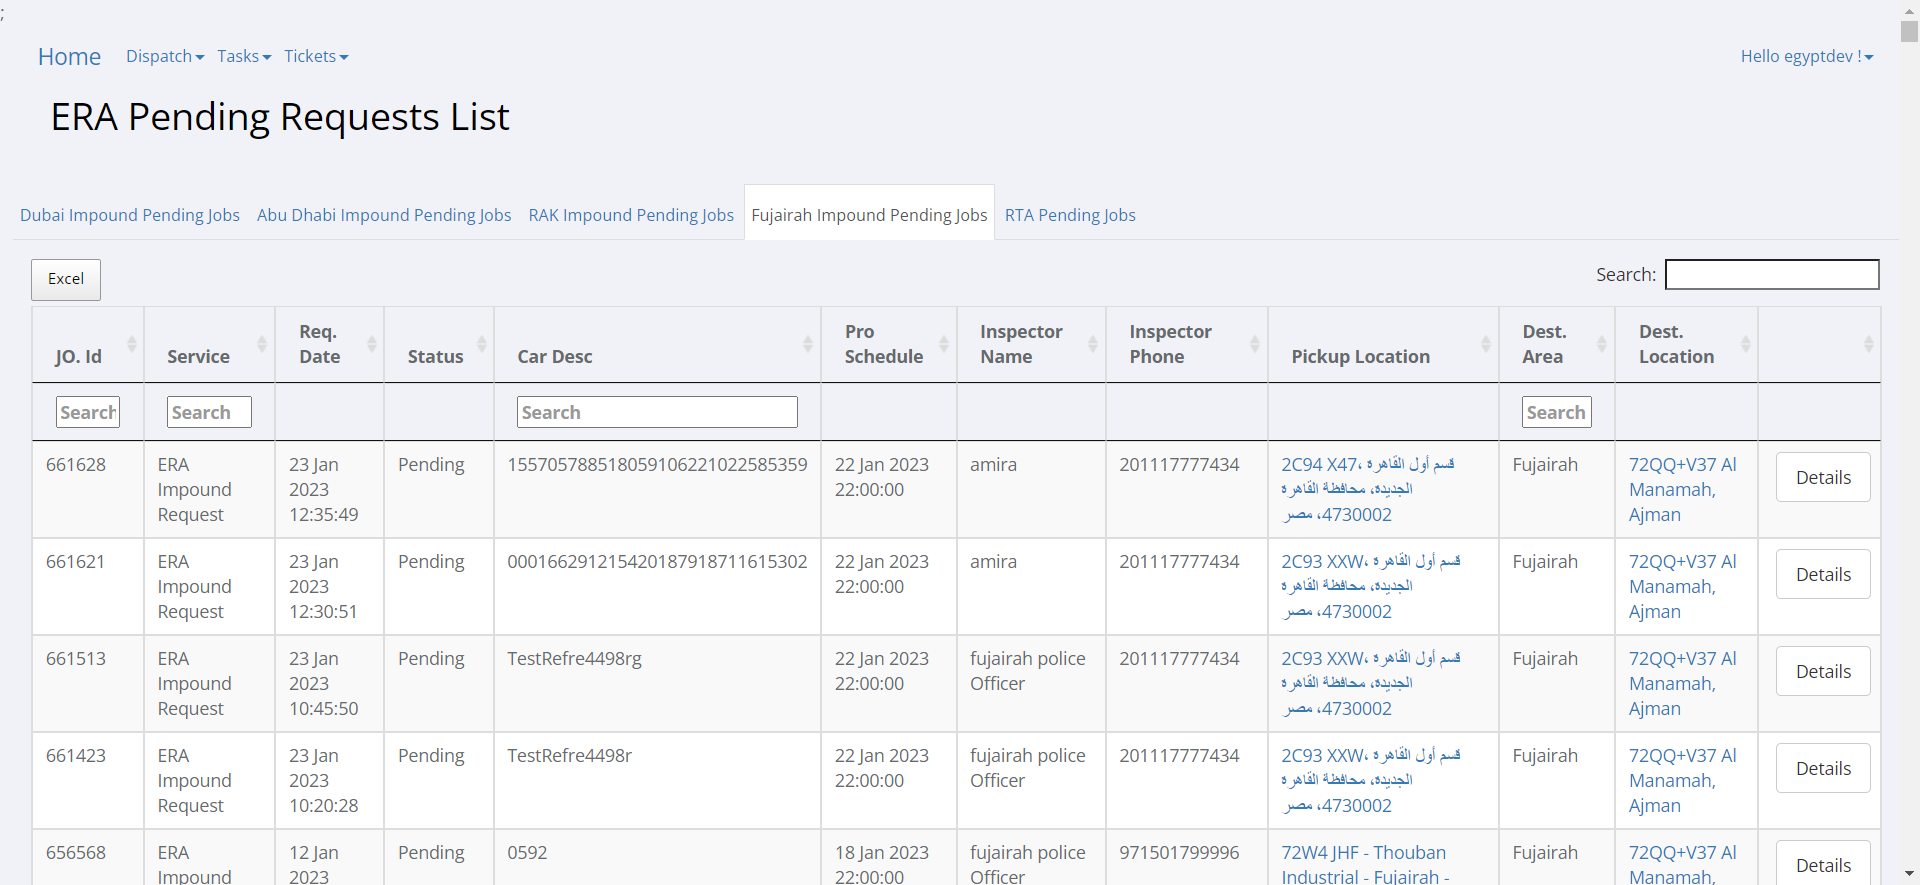 ;
Home Dispatch Tasks Tickets Hello egyptdev !
ERA Pending Requests List
Dubai Impound Pending Jobs Abu Dhabi Impound Pending Jobs RAK Impound Pending Jobs Fujairah Impound Pending Jobs RTA Pending Jobs
Excel Search:
JO. Id Service Req. Date Status Car Desc Pro Schedule Inspector Name Inspector Phone Pickup Location Dest. Area Dest. Location
Search Search Search Search
661628 ERA Impound Request 23 Jan 2023 12:35:49 Pending 1557057885180591062210225853​59 22 Jan 2023 22:00:00 amira 201117777434 2C94 X47، قسم أول القاهرة الجديدة، محافظة القاهرة 4730002، مصر Fujairah 72QQ+V37 Al Manamah, Ajman Details
661621 ERA Impound Request 23 Jan 2023 12:30:51 Pending 000166291215420187918711615302 22 Jan 2023 22:00:00 amira 201117777434 2C93 XXW، قسم أول القاهرة الجديدة، محافظة القاهرة 4730002، مصر Fujairah 72QQ+V37 Al Manamah, Ajman Details
661513 ERA Impound Request 23 Jan 2023 10:45:50 Pending TestRefre4498rg 22 Jan 2023 22:00:00 fujairah police Officer 201117777434 2C93 XXW، قسم أول القاهرة الجديدة، محافظة القاهرة 4730002، مصر Fujairah 72QQ+V37 Al Manamah, Ajman Details
661423 ERA Impound Request 23 Jan 2023 10:20:28 Pending TestRefre4498r 22 Jan 2023 22:00:00 fujairah police Officer 201117777434 2C93 XXW، قسم أول القاهرة الجديدة، محافظة القاهرة 4730002، مصر Fujairah 72QQ+V37 Al Manamah, Ajman Details
656568 ERA Impound 12 Jan 2023 Pending 0592 18 Jan 2023 22:00:00 fujairah police Officer 971501799996 72W4 JHF - Thouban Industrial - Fujairah - Fujairah 72QQ+V37 Al Manamah, Details